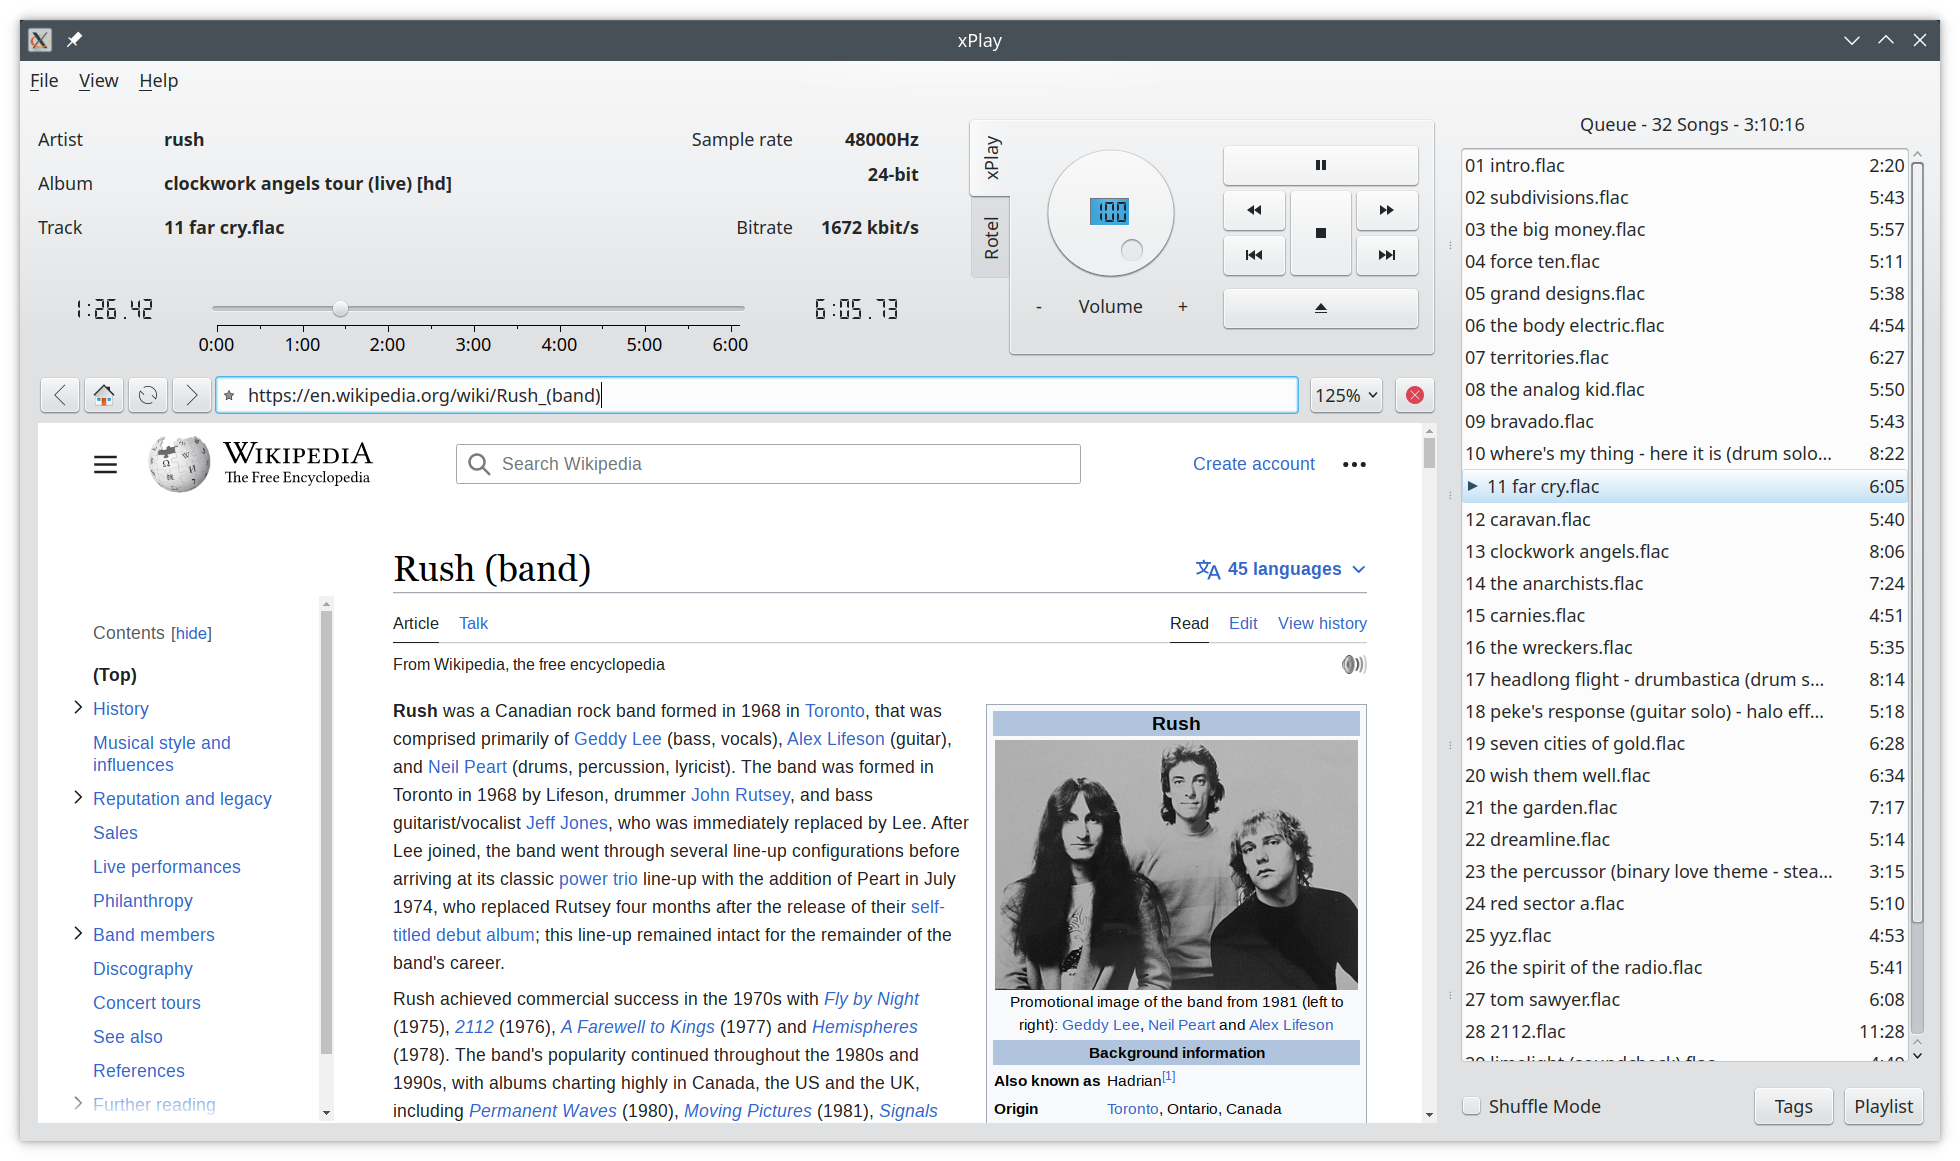 xPlay
File View Help
Artist rush
Album clockwork angels tour (live) [hd]
Track 11 far cry.flac
Sample rate 48000Hz
24-bit
Bitrate 1672 kbit/s
1:26.42
6:05.73
0:00 1:00 2:00 3:00 4:00 5:00 6:00
xPlay
Rotel
100
- Volume +
https://en.wikipedia.org/wiki/Rush_(band)
125%
WIKIPEDIA
The Free Encyclopedia
Search Wikipedia
Create account
Rush (band)
45 languages
Article Talk
Read Edit View history
From Wikipedia, the free encyclopedia
Contents [hide]
(Top)
History
Musical style and
influences
Reputation and legacy
Sales
Live performances
Philanthropy
Band members
Discography
Concert tours
See also
References
Further reading
Rush was a Canadian rock band formed in 1968 in Toronto, that was
comprised primarily of Geddy Lee (bass, vocals), Alex Lifeson (guitar),
and Neil Peart (drums, percussion, lyricist). The band was formed in
Toronto in 1968 by Lifeson, drummer John Rutsey, and bass
guitarist/vocalist Jeff Jones, who was immediately replaced by Lee. After
Lee joined, the band went through several line-up configurations before
arriving at its classic power trio line-up with the addition of Peart in July
1974, who replaced Rutsey four months after the release of their self-
titled debut album; this line-up remained intact for the remainder of the
band's career.
Rush achieved commercial success in the 1970s with Fly by Night
(1975), 2112 (1976), A Farewell to Kings (1977) and Hemispheres
(1978). The band's popularity continued throughout the 1980s and
1990s, with albums charting highly in Canada, the US and the UK,
including Permanent Waves (1980), Moving Pictures (1981), Signals
Rush
Promotional image of the band from 1981 (left to
right): Geddy Lee, Neil Peart and Alex Lifeson
Background information
Also known as Hadrian[1]
Origin Toronto, Ontario, Canada
Queue - 32 Songs - 3:10:16
01 intro.flac 2:20
02 subdivisions.flac 5:43
03 the big money.flac 5:57
04 force ten.flac 5:11
05 grand designs.flac 5:38
06 the body electric.flac 4:54
07 territories.flac 6:27
08 the analog kid.flac 5:50
09 bravado.flac 5:43
10 where's my thing - here it is (drum solo... 8:22
11 far cry.flac 6:05
12 caravan.flac 5:40
13 clockwork angels.flac 8:06
14 the anarchists.flac 7:24
15 carnies.flac 4:51
16 the wreckers.flac 5:35
17 headlong flight - drumbastica (drum s... 8:14
18 peke's response (guitar solo) - halo eff... 5:18
19 seven cities of gold.flac 6:28
20 wish them well.flac 6:34
21 the garden.flac 7:17
22 dreamline.flac 5:14
23 the percussor (binary love theme - stea... 3:15
24 red sector a.flac 5:10
25 yyz.flac 4:53
26 the spirit of the radio.flac 5:41
27 tom sawyer.flac 6:08
28 2112.flac 11:28
Shuffle Mode
Tags
Playlist